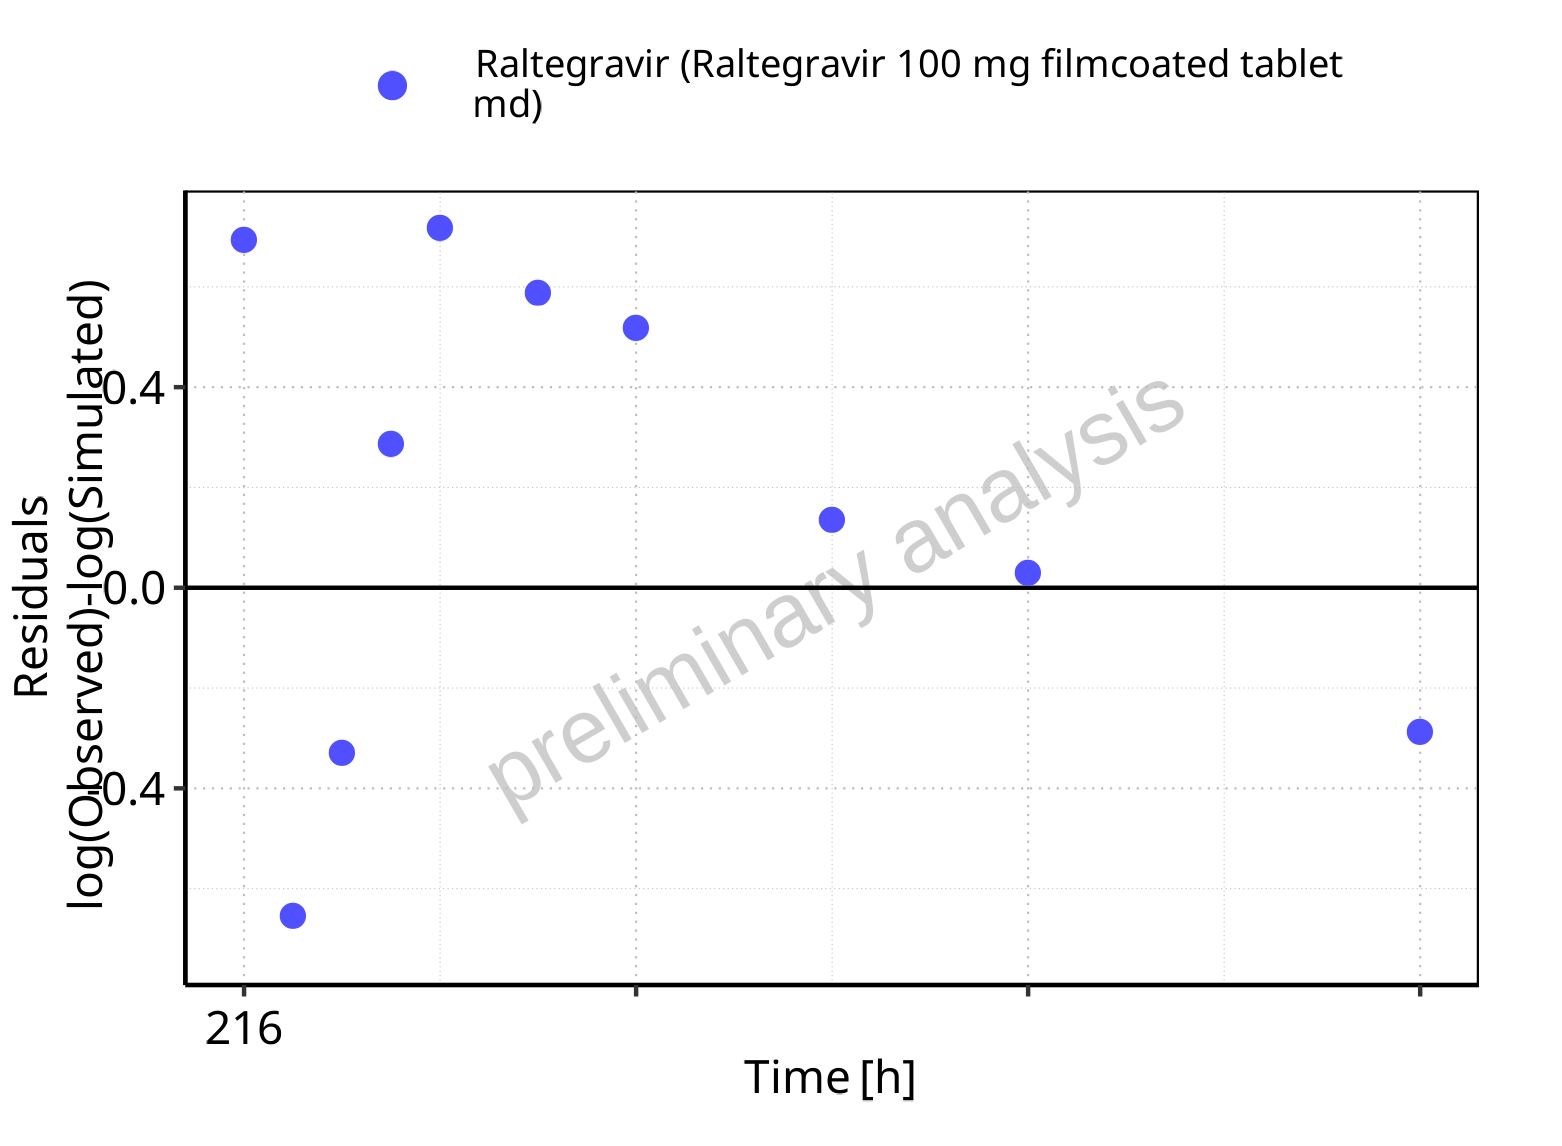 Raltegravir (Raltegravir 100 mg filmcoated tablet
md)
Residuals
log(Observed)-log(Simulated)
0.4
0.0
-0.4
preliminary analysis
216
Time [h]